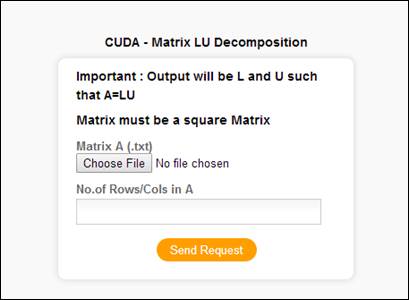 CUDA - Matrix LU Decomposition
Important : Output will be L and U such
that A=LU
Matrix must be a square Matrix
Matrix A (.txt)
Choose File No file chosen
No.of Rows/Cols in A
Send Request